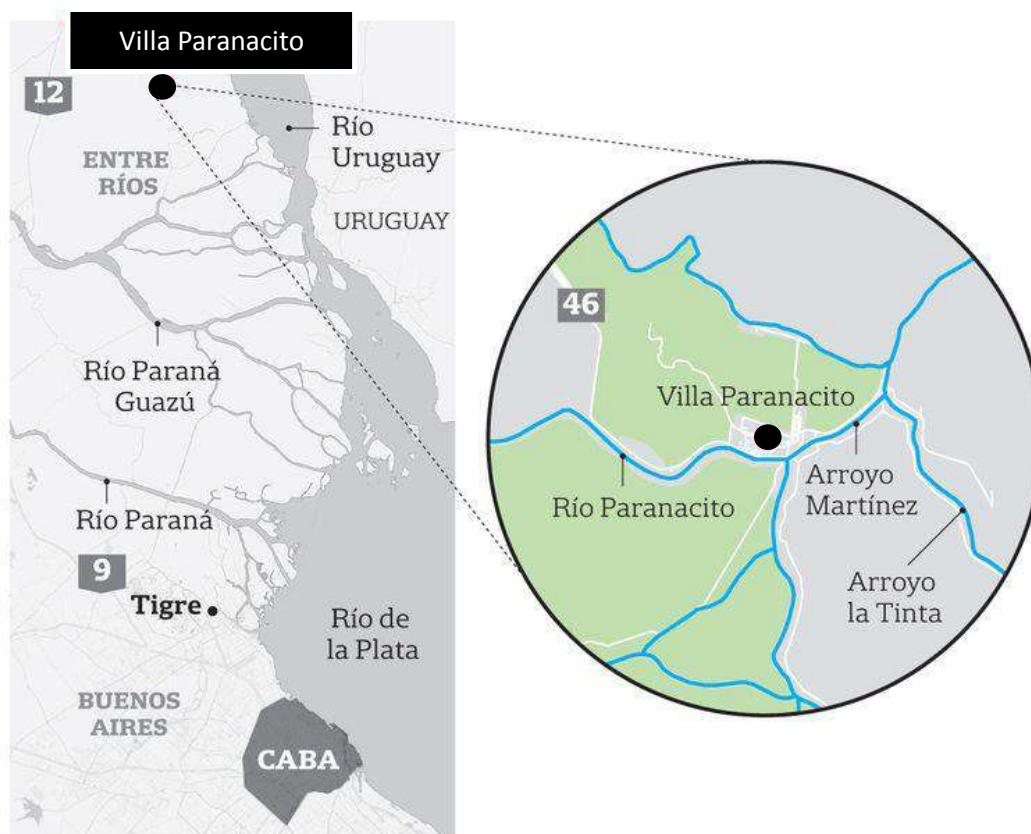 Villa Paranacito
12
Río
Uruguay
ENTRE
RÍOS
URUGUAY
Río Paraná
Guazú
Río Paraná
9
Tigre
Río de
la Plata
BUENOS
AIRES
CABA
46
Villa Paranacito
Río Paranacito
Arroyo
Martínez
Arroyo
la Tinta